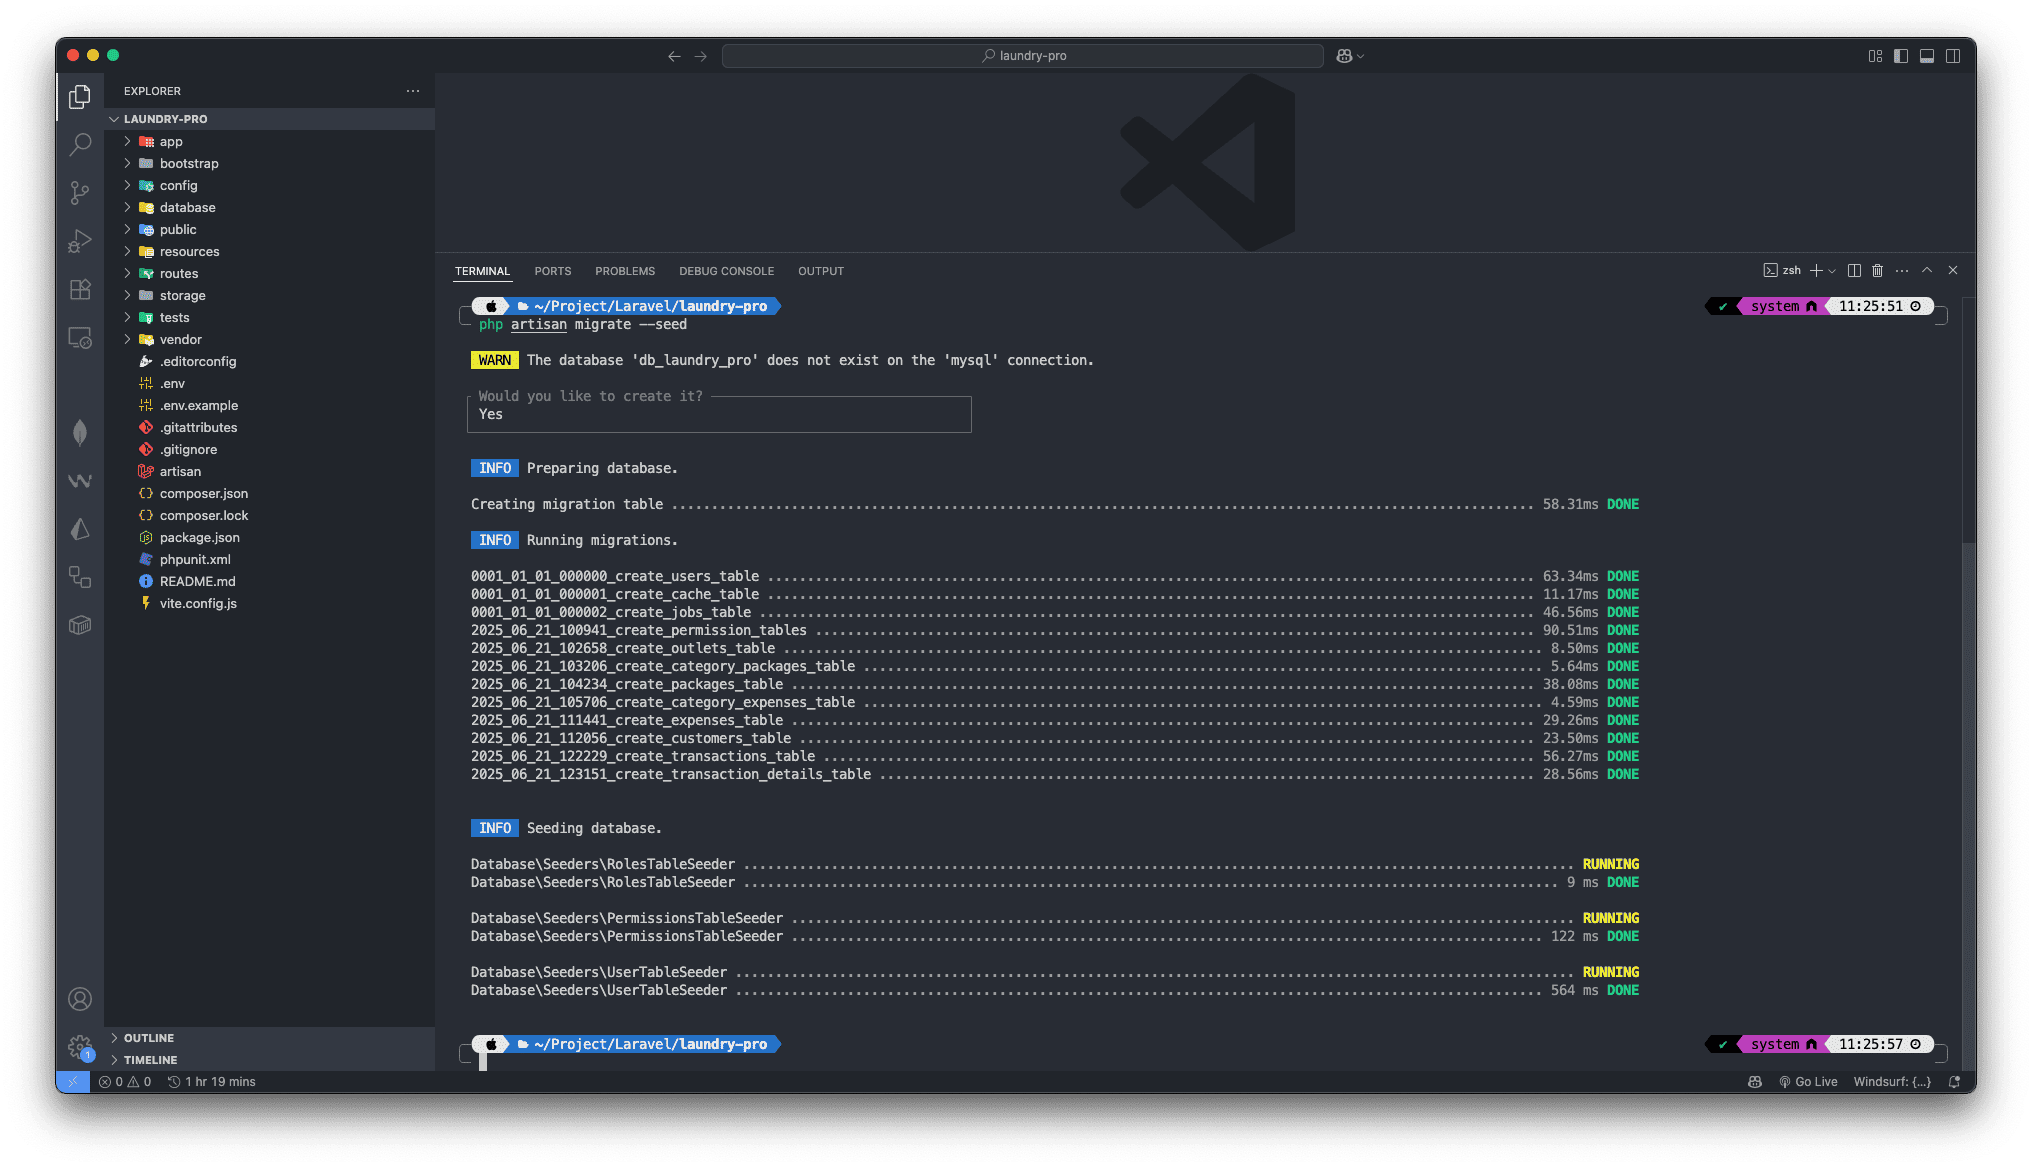 laundry-pro
EXPLORER
LAUNDRY-PRO
app
bootstrap
config
database
public
resources
routes
storage
tests
vendor
.editorconfig
.env
.env.example
.gitattributes
.gitignore
artisan
composer.json
composer.lock
package.json
phpunit.xml
README.md
vite.config.js
OUTLINE
TIMELINE
TERMINAL PORTS PROBLEMS DEBUG CONSOLE OUTPUT zsh
~/Project/Laravel/laundry-pro system 11:25:51
php artisan migrate --seed
WARN The database 'db_laundry_pro' does not exist on the 'mysql' connection.
Would you like to create it?
Yes
INFO Preparing database.
Creating migration table ........ 58.31ms DONE
INFO Running migrations.
0001_01_01_000000_create_users_table ........ 63.34ms DONE
0001_01_01_000001_create_cache_table ........ 11.17ms DONE
0001_01_01_000002_create_jobs_table ........ 46.56ms DONE
2025_06_21_100941_create_permission_tables ........ 90.51ms DONE
2025_06_21_102658_create_outlets_table ........ 8.50ms DONE
2025_06_21_103206_create_category_packages_table ........ 5.64ms DONE
2025_06_21_104234_create_packages_table ........ 38.08ms DONE
2025_06_21_105706_create_category_expenses_table ........ 4.59ms DONE
2025_06_21_111441_create_expenses_table ........ 29.26ms DONE
2025_06_21_112056_create_customers_table ........ 23.50ms DONE
2025_06_21_122229_create_transactions_table ........ 56.27ms DONE
2025_06_21_123151_create_transaction_details_table ........ 28.56ms DONE
INFO Seeding database.
Database\Seeders\RolesTableSeeder ........ RUNNING
Database\Seeders\RolesTableSeeder ........ 9 ms DONE
Database\Seeders\PermissionsTableSeeder ........ RUNNING
Database\Seeders\PermissionsTableSeeder ........ 122 ms DONE
Database\Seeders\UserTableSeeder ........ RUNNING
Database\Seeders\UserTableSeeder ........ 564 ms DONE
~/Project/Laravel/laundry-pro system 11:25:57
1
0 0 1 hr 19 mins Go Live Windsurf: {...}